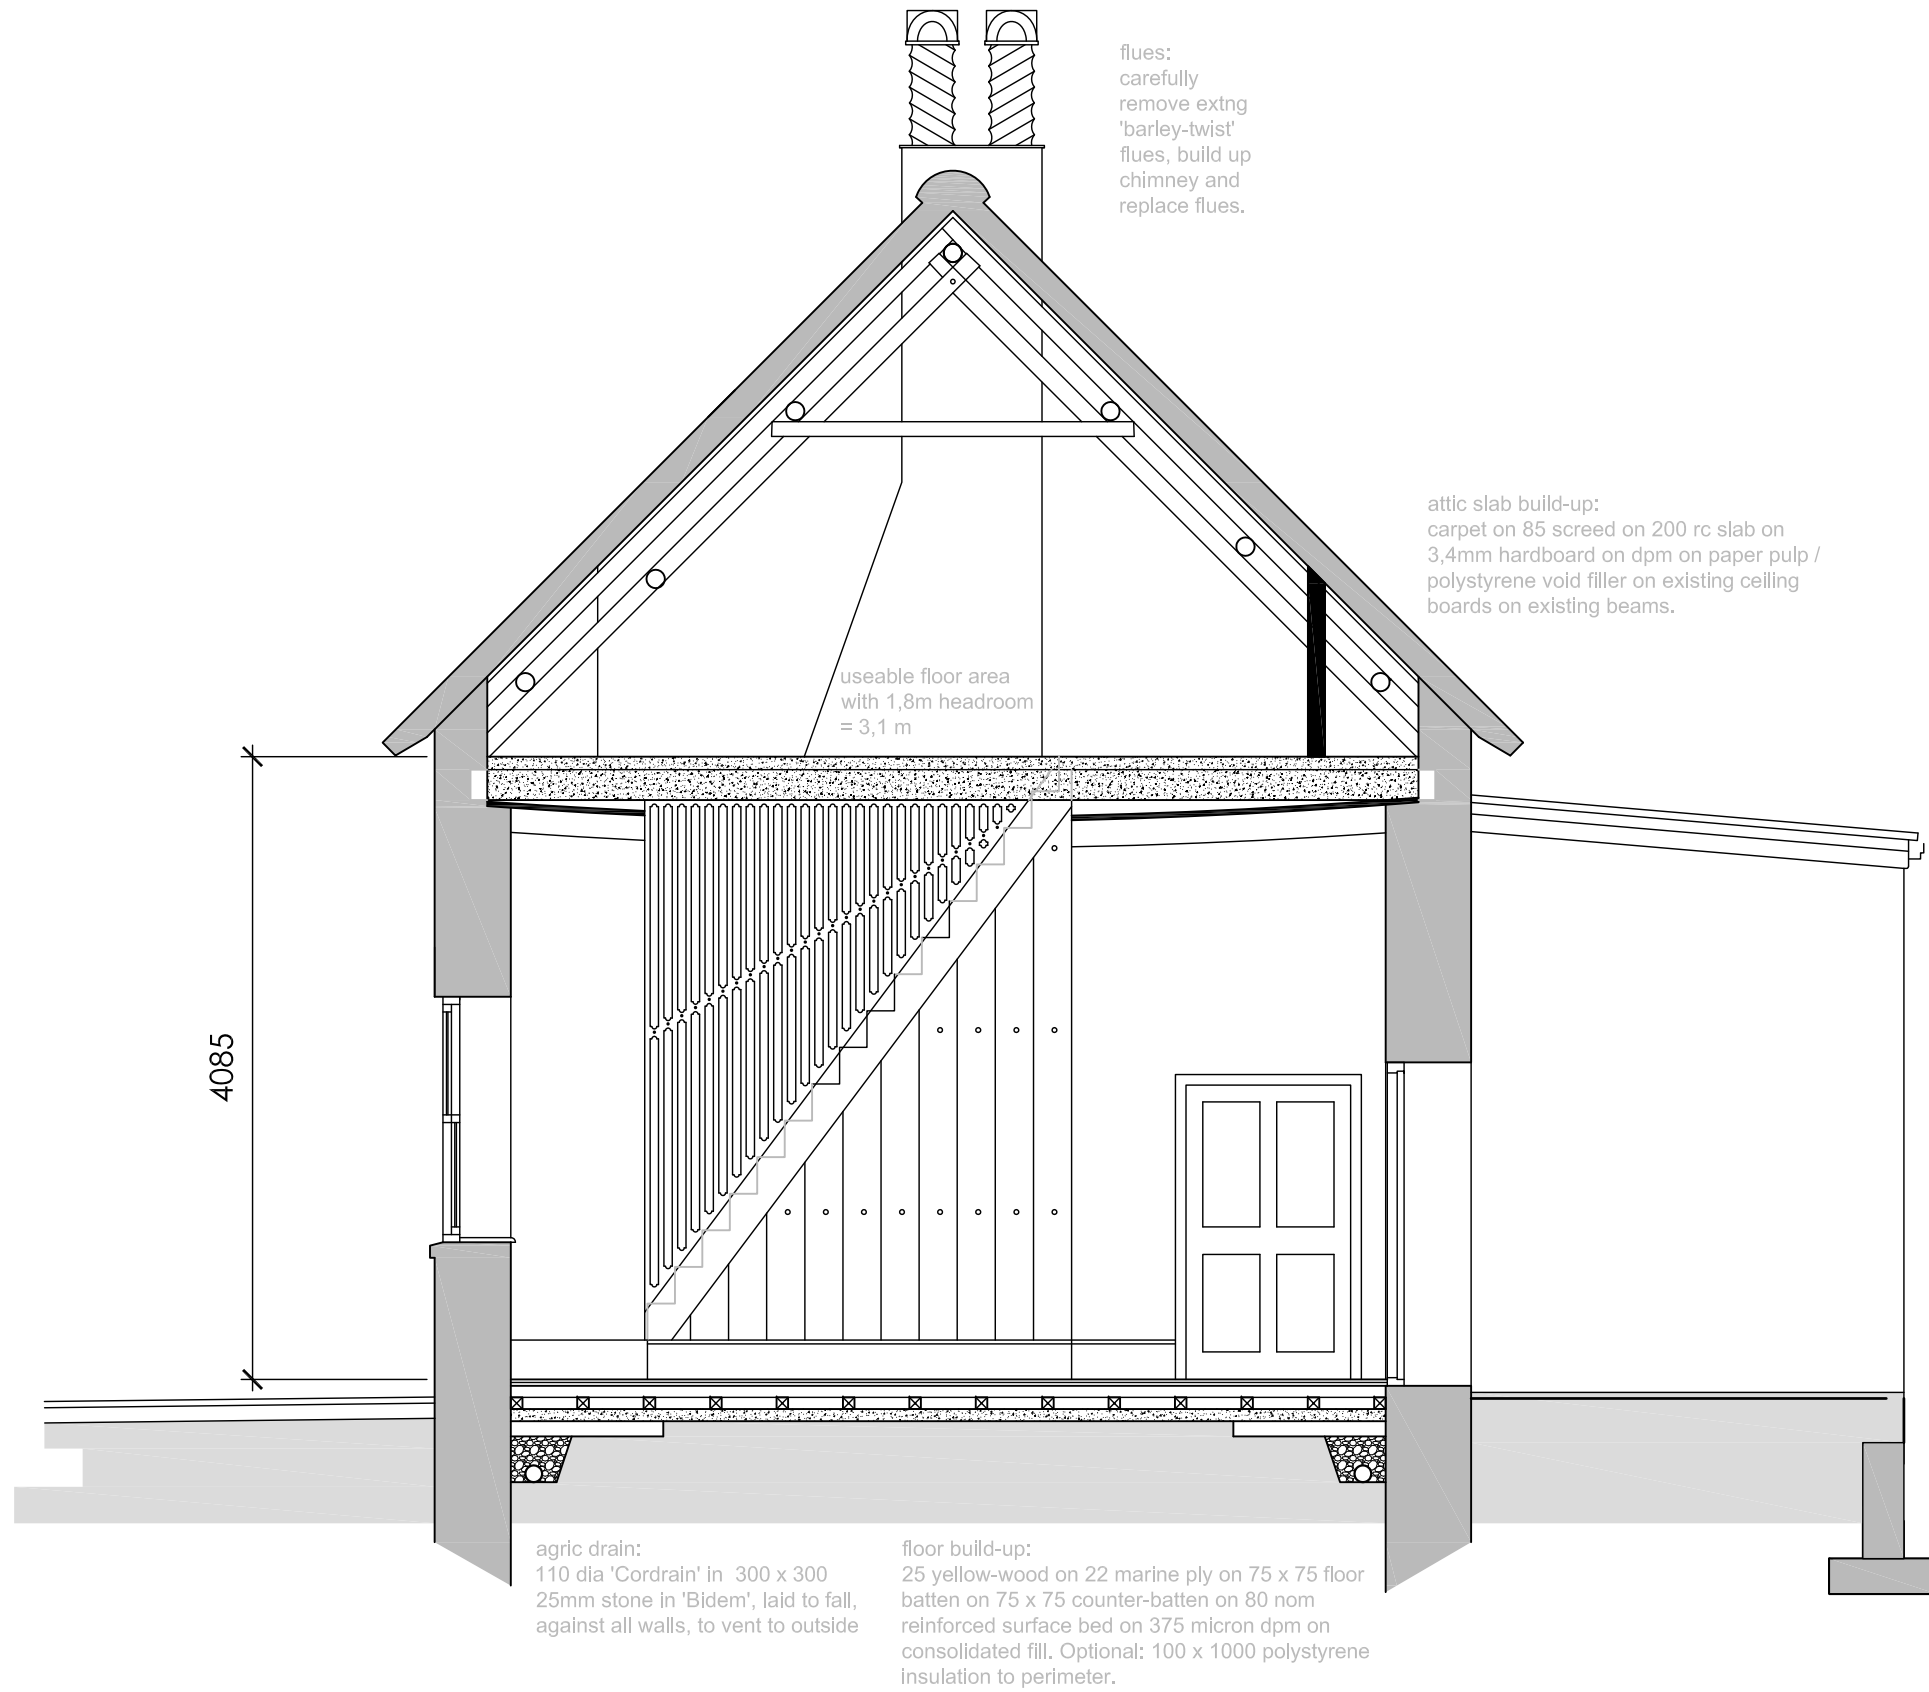 flues:
carefully
remove extng
'barley-twist'
flues, build up
chimney and
replace flues.
attic slab build-up:
carpet on 85 screed on 200 rc slab on
3,4mm hardboard on dpm on paper pulp /
polystyrene void filler on existing ceiling
boards on existing beams.
useable floor area
with 1,8m headroom
= 3,1 m
4085
agric drain:
110 dia 'Cordrain' in 300 x 300
25mm stone in 'Bidem', laid to fall,
against all walls, to vent to outside
floor build-up:
25 yellow-wood on 22 marine ply on 75 x 75 floor
batten on 75 x 75 counter-batten on 80 nom
reinforced surface bed on 375 micron dpm on
consolidated fill. Optional: 100 x 1000 polystyrene
insulation to perimeter.